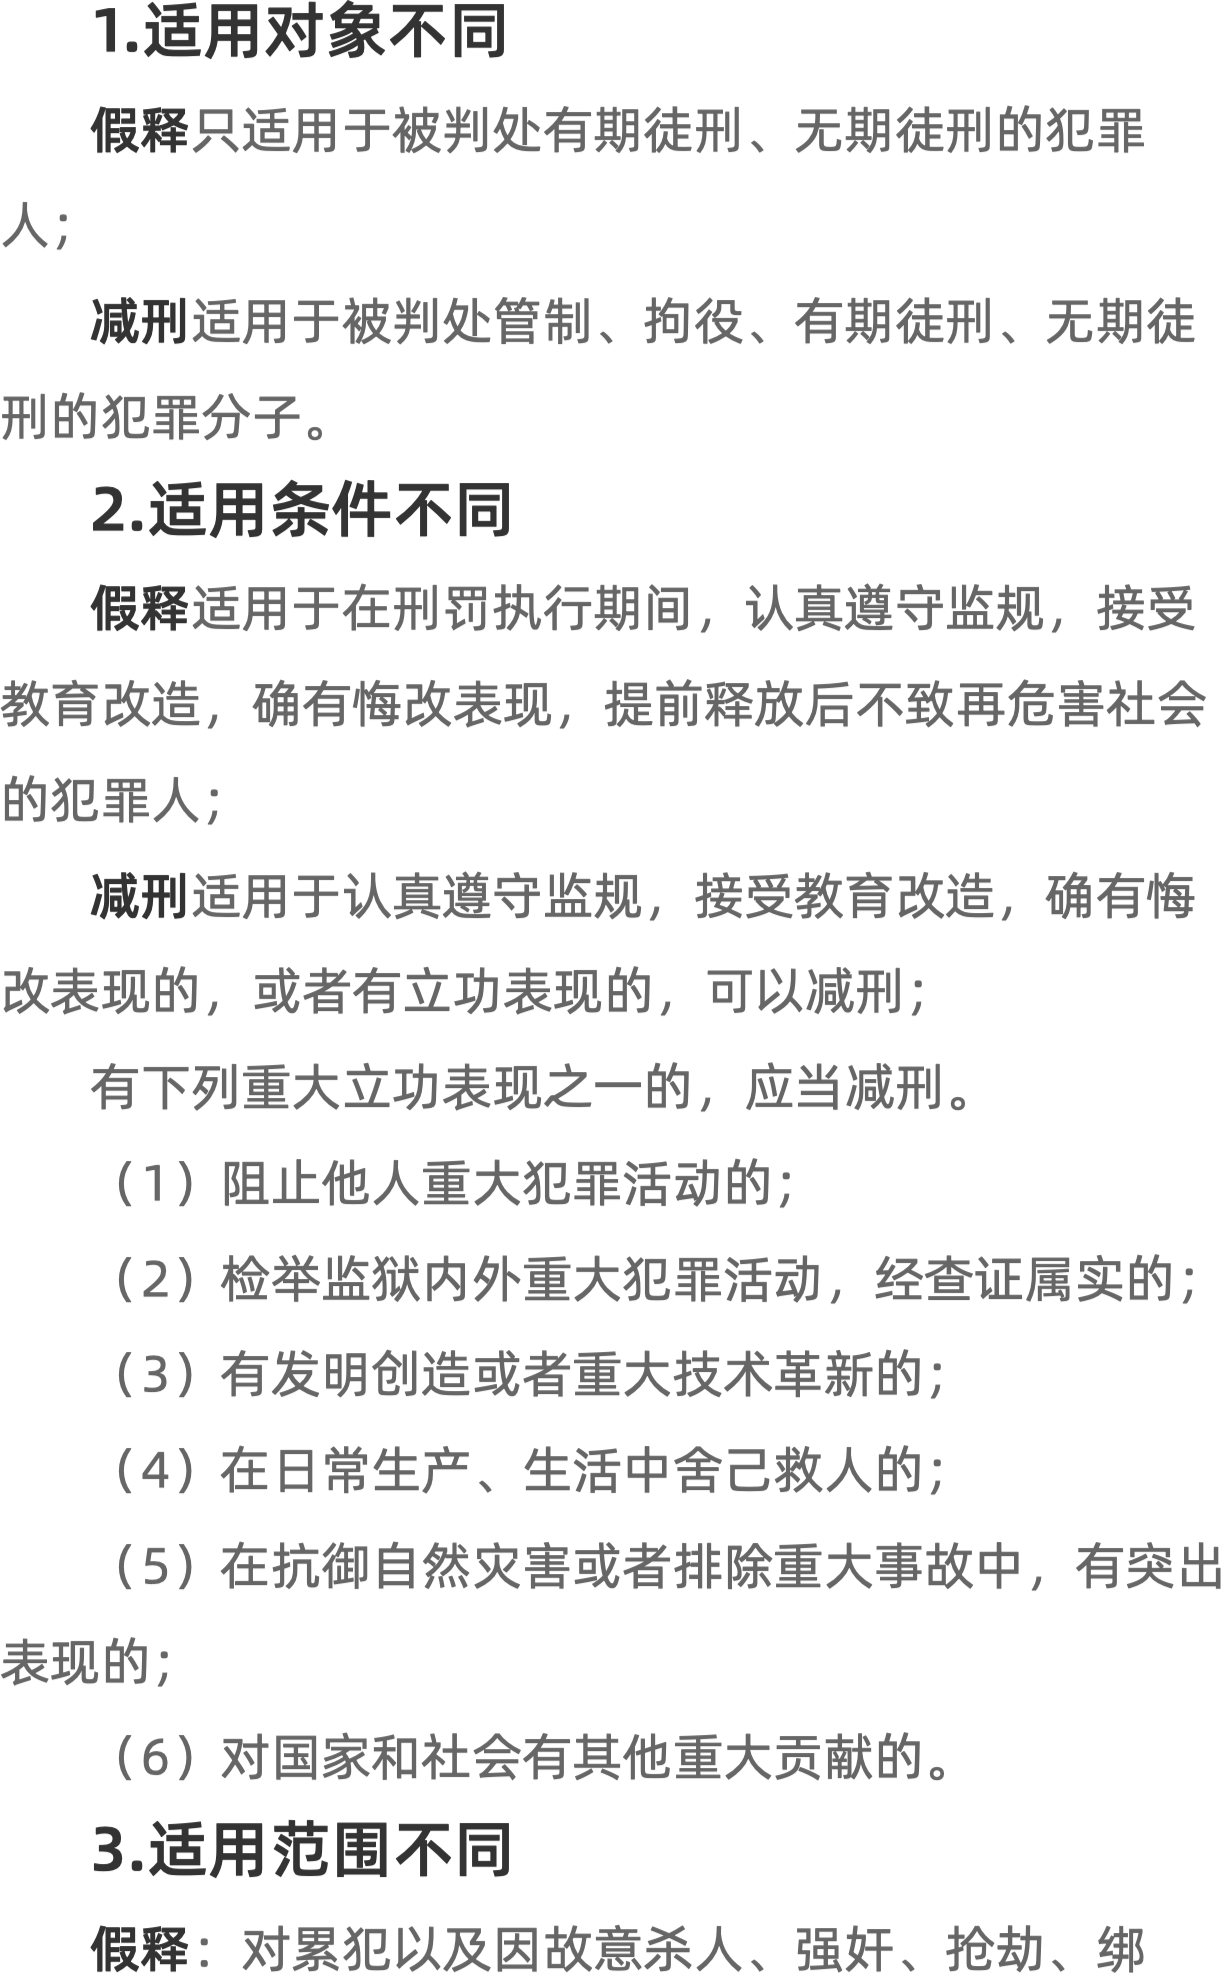 1.适用对象不同
假释只适用于被判处有期徒刑、无期徒刑的犯罪
人；
减刑适用于被判处管制、拘役、有期徒刑、无期徒
刑的犯罪分子。
2.适用条件不同
假释适用于在刑罚执行期间，认真遵守监规，接受
教育改造，确有悔改表现，提前释放后不致再危害社会
的犯罪人；
减刑适用于认真遵守监规，接受教育改造，确有悔
改表现的，或者有立功表现的，可以减刑；
有下列重大立功表现之一的，应当减刑。
（1）阻止他人重大犯罪活动的；
（2）检举监狱内外重大犯罪活动，经查证属实的；
（3）有发明创造或者重大技术革新的；
（4）在日常生产、生活中舍己救人的；
（5）在抗御自然灾害或者排除重大事故中，有突出
表现的；
（6）对国家和社会有其他重大贡献的。
3.适用范围不同
假释：对累犯以及因故意杀人、强奸、抢劫、绑